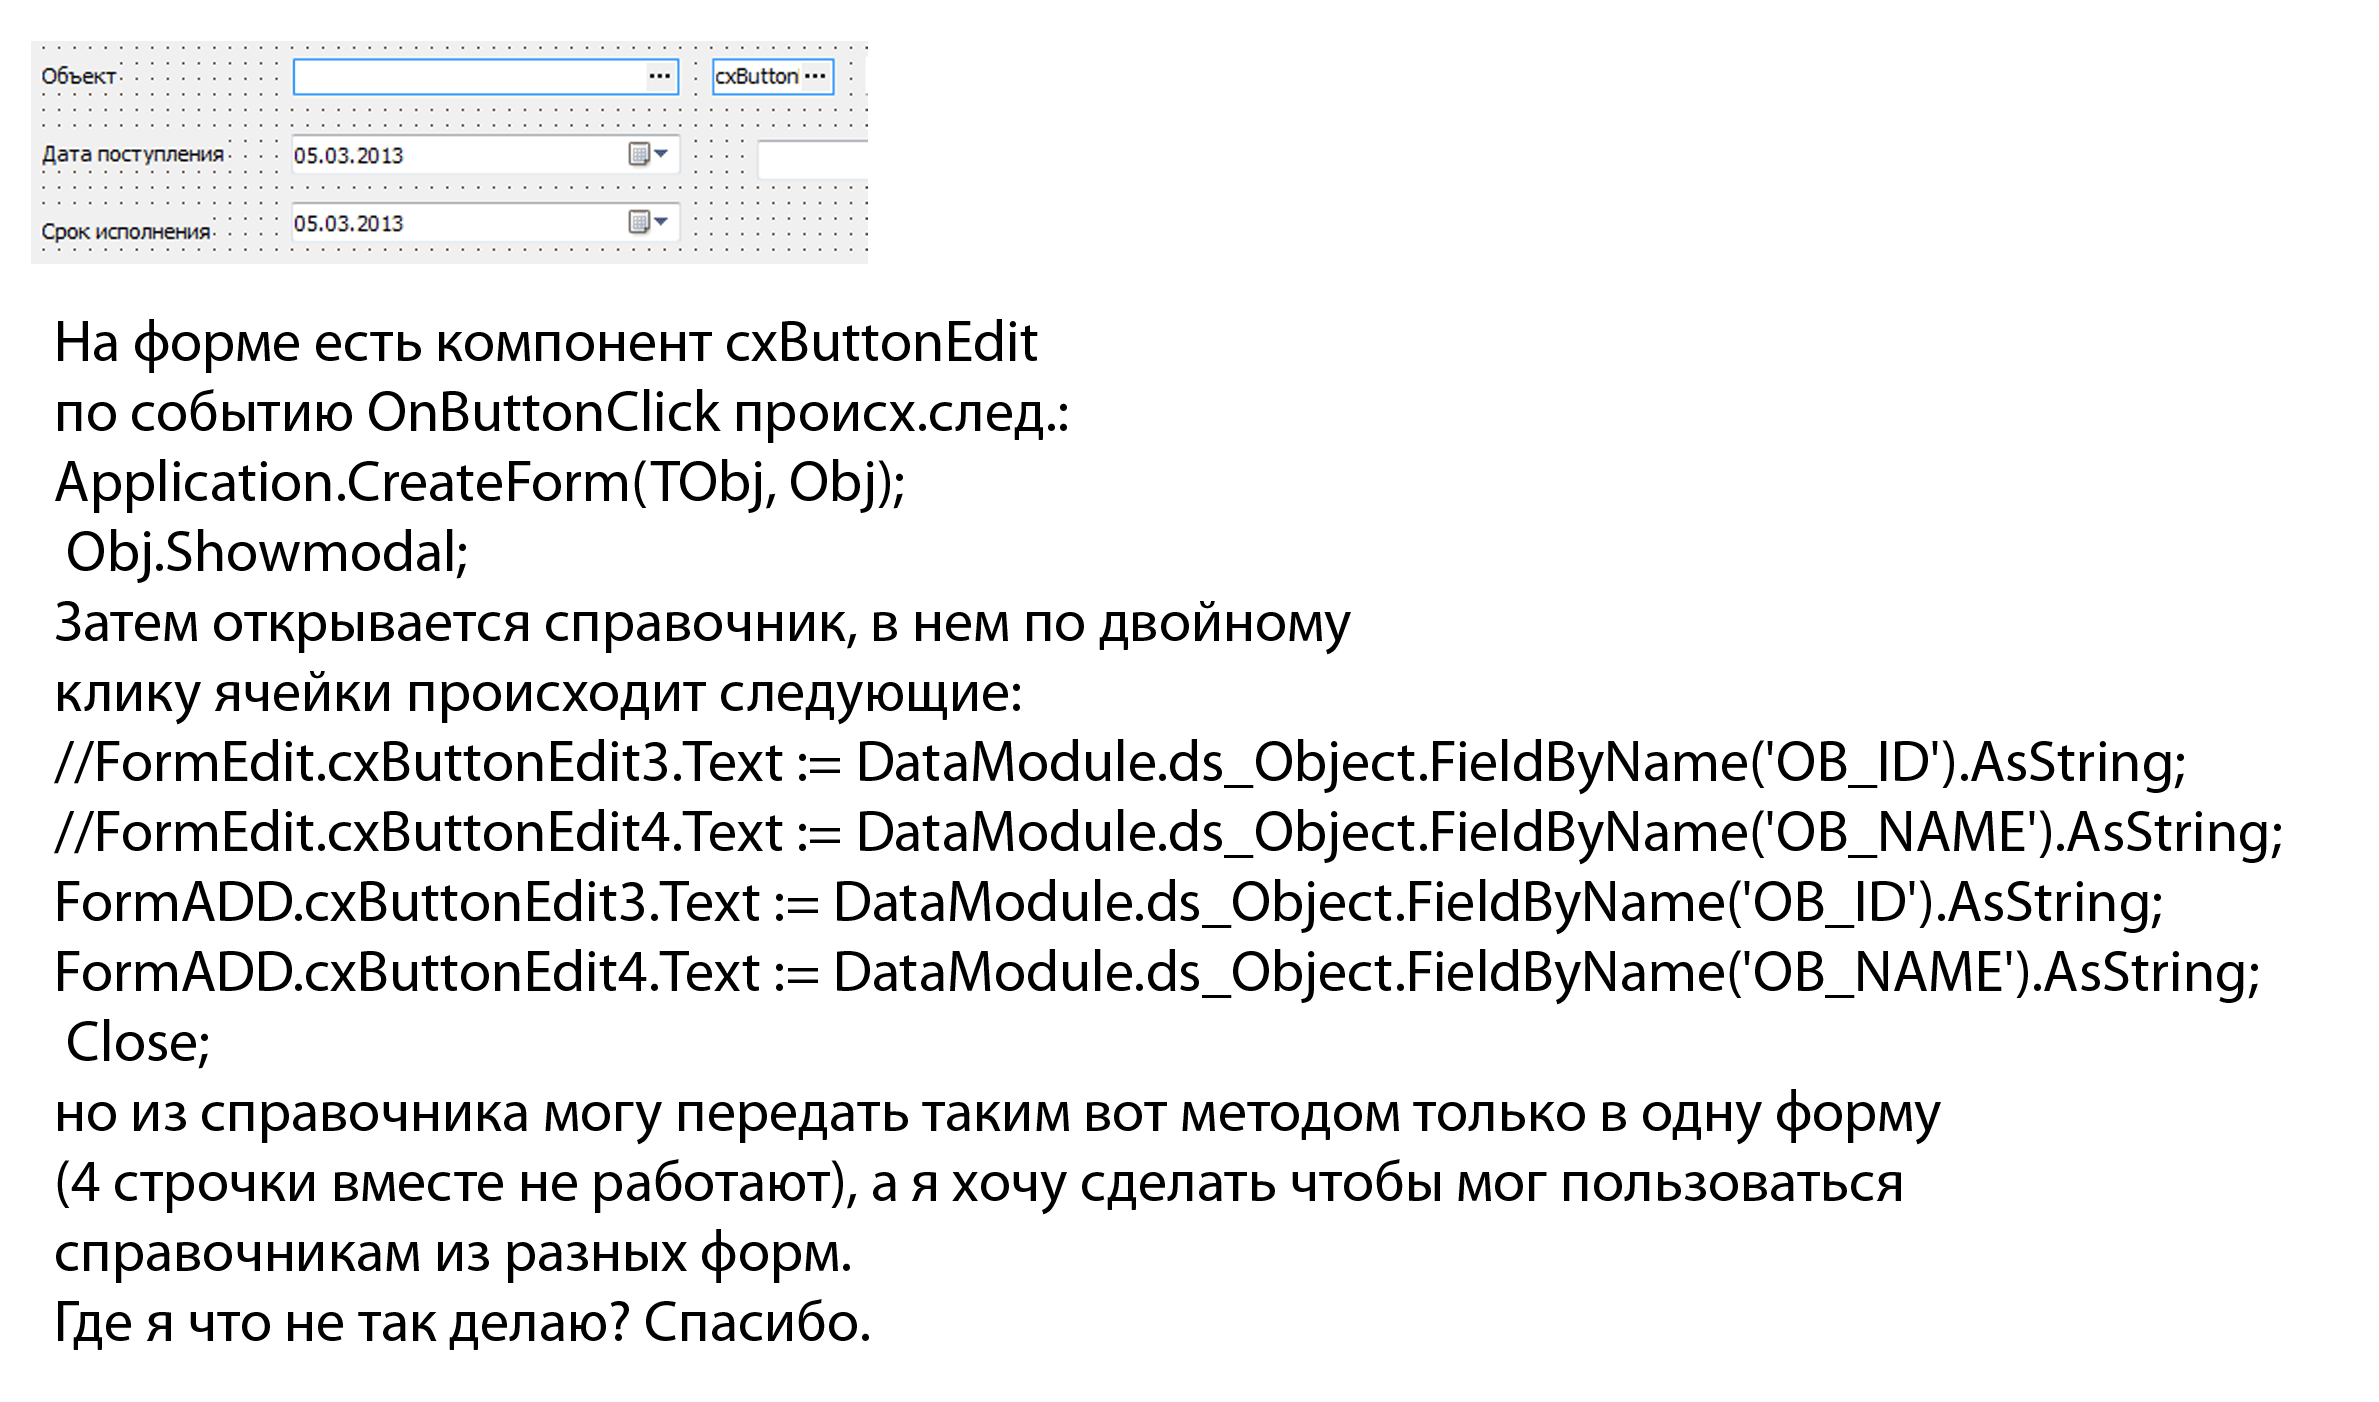 Объект
cxButton
Дата поступления 05.03.2013
Срок исполнения 05.03.2013
На форме есть компонент cxButtonEdit
по событию OnButtonClick происх.след.:
Application.CreateForm(TObj, Obj);
Obj.Showmodal;
Затем открывается справочник, в нем по двойному
клику ячейки происходит следующие:
//FormEdit.cxButtonEdit3.Text := DataModule.ds_Object.FieldByName('OB_ID').AsString;
//FormEdit.cxButtonEdit4.Text := DataModule.ds_Object.FieldByName('OB_NAME').AsString;
FormADD.cxButtonEdit3.Text := DataModule.ds_Object.FieldByName('OB_ID').AsString;
FormADD.cxButtonEdit4.Text := DataModule.ds_Object.FieldByName('OB_NAME').AsString;
Close;
но из справочника могу передать таким вот методом только в одну форму
(4 строчки вместе не работают), а я хочу сделать чтобы мог пользоваться
справочникам из разных форм.
Где я что не так делаю? Спасибо.